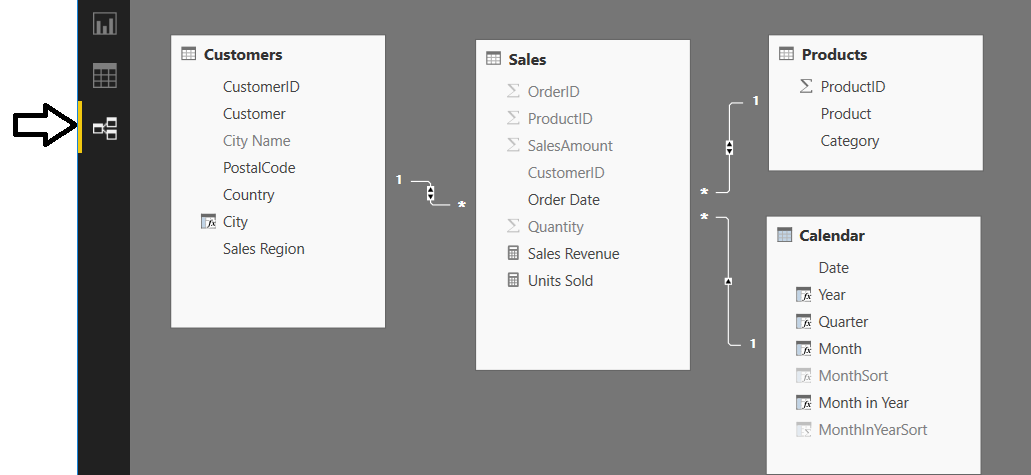 Customers
CustomerID
Customer
City Name
PostalCode
Country
City
Sales Region
1
*
Sales
OrderID
ProductID
SalesAmount
CustomerID
Order Date
Quantity
Sales Revenue
Units Sold
1
*
*
1
Products
ProductID
Product
Category
Calendar
Date
Year
Quarter
Month
MonthSort
Month in Year
MonthInYearSort